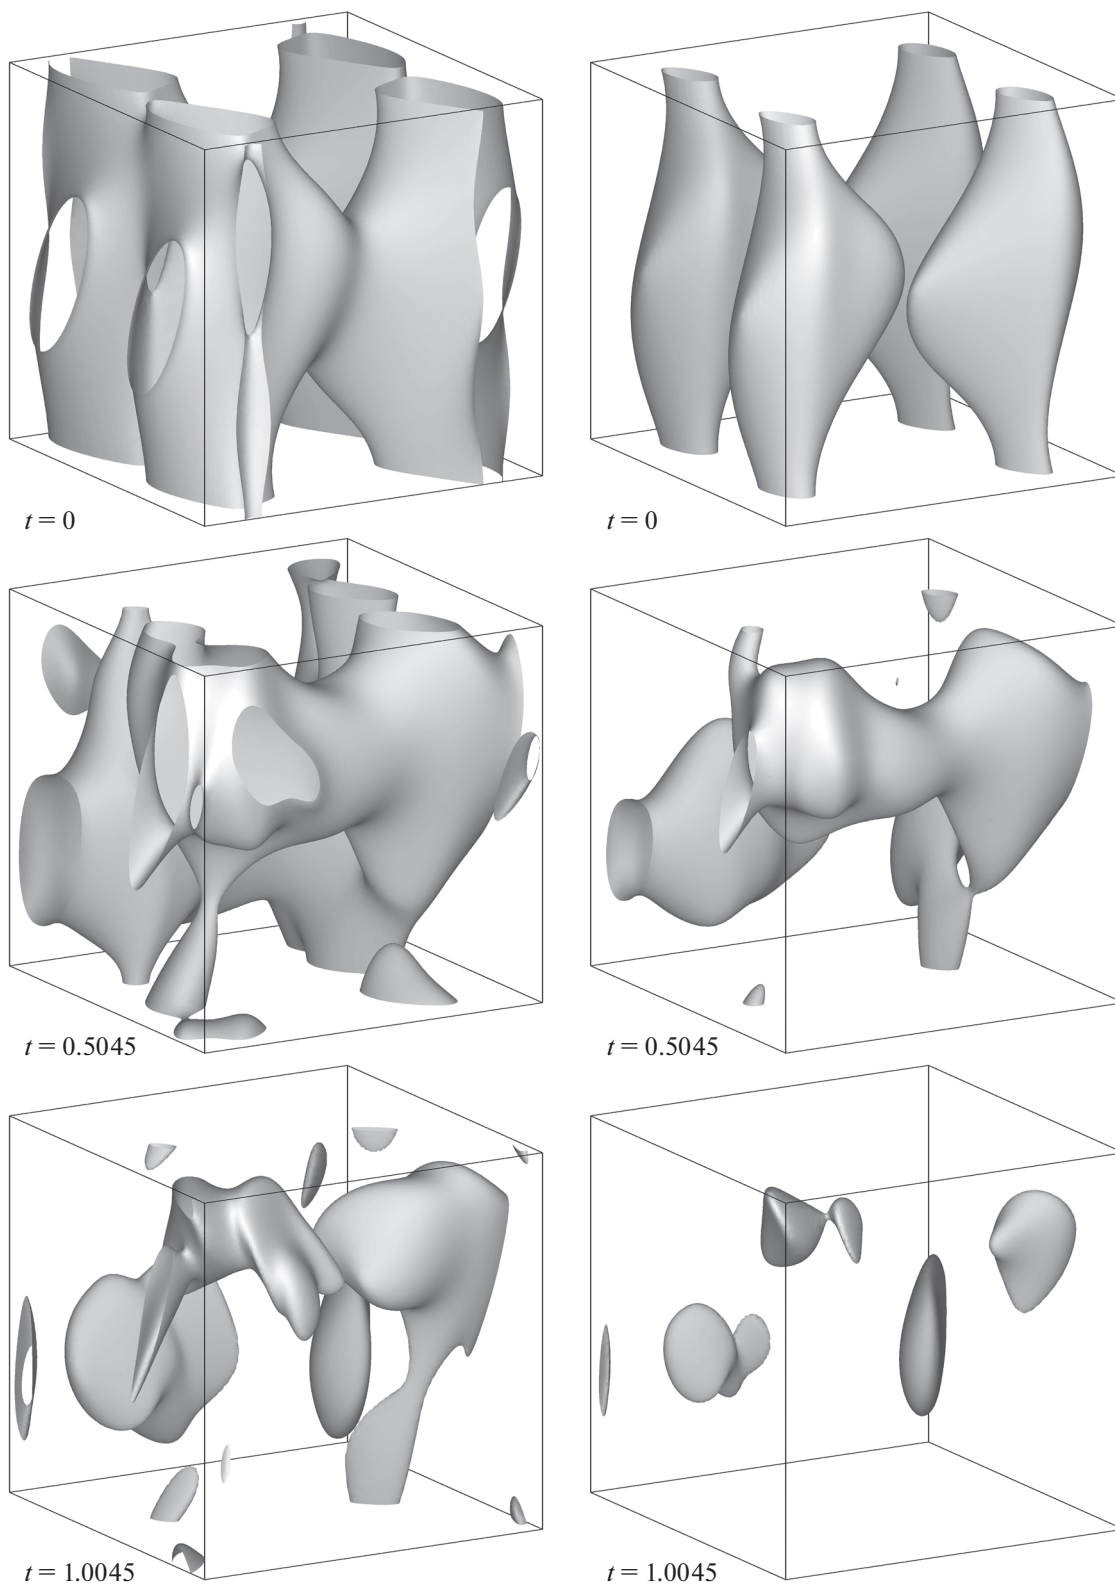 t = 0
t = 0
t = 0.5045
t = 0.5045
t = 1.0045
t = 1.0045